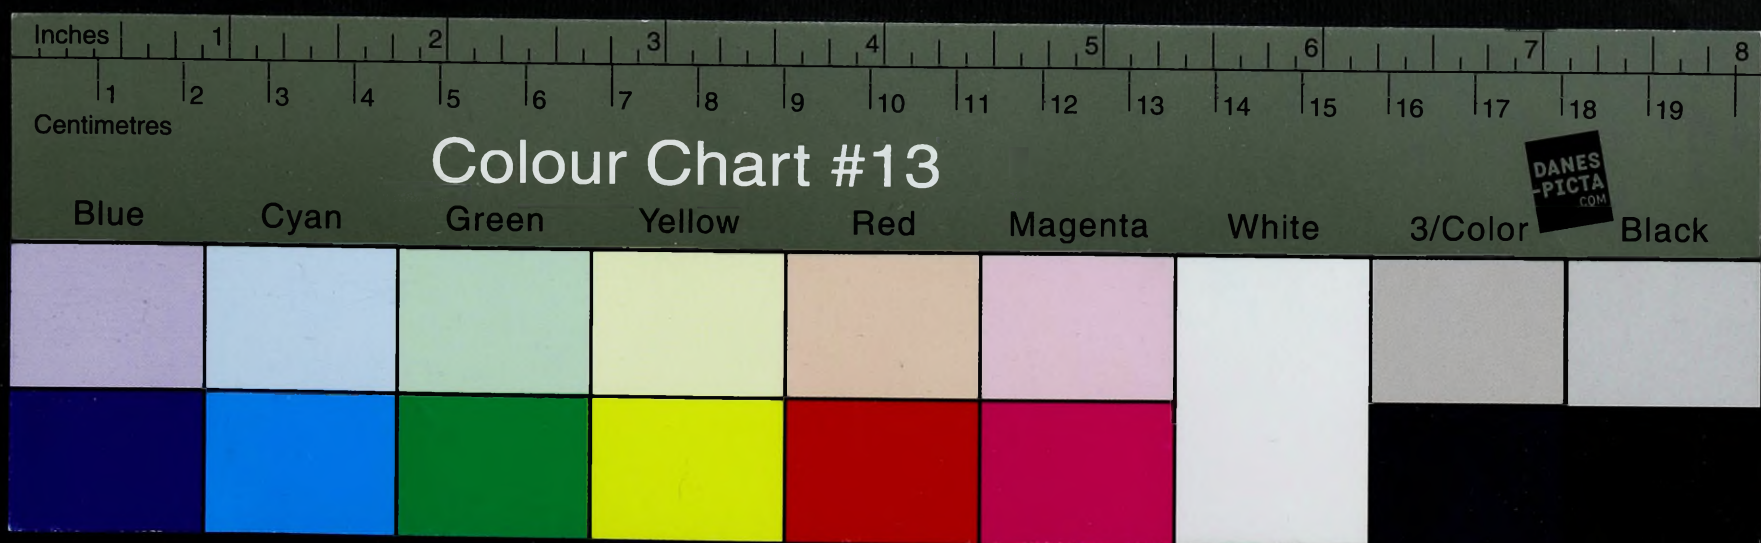 Inches 1 2 3 4 5 6 7 8
1 2 3 4 5 6 7 8 9 10 11 12 13 14 15 16 17 18 19
Centimetres
Colour Chart #13
DANES
-PICTA
.COM
Blue Cyan Green Yellow Red Magenta White 3/Color Black